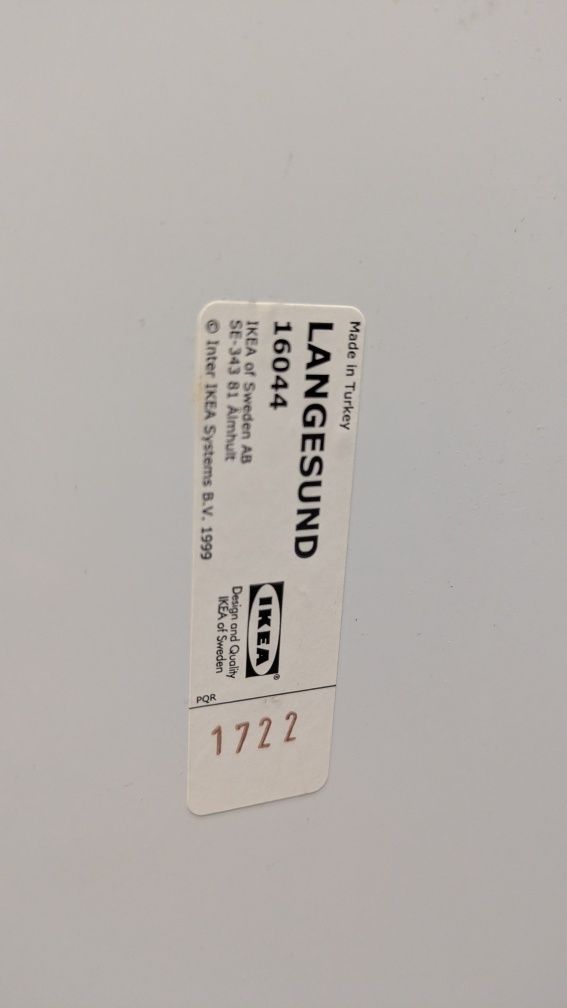 Made in Turkey
LANGESUND
16044
IKEA of Sweden AB
SE-343 81 Älmhult
© Inter IKEA Systems B.V. 1999
IKEA®
Design and Quality
IKEA of Sweden
PQR
1722